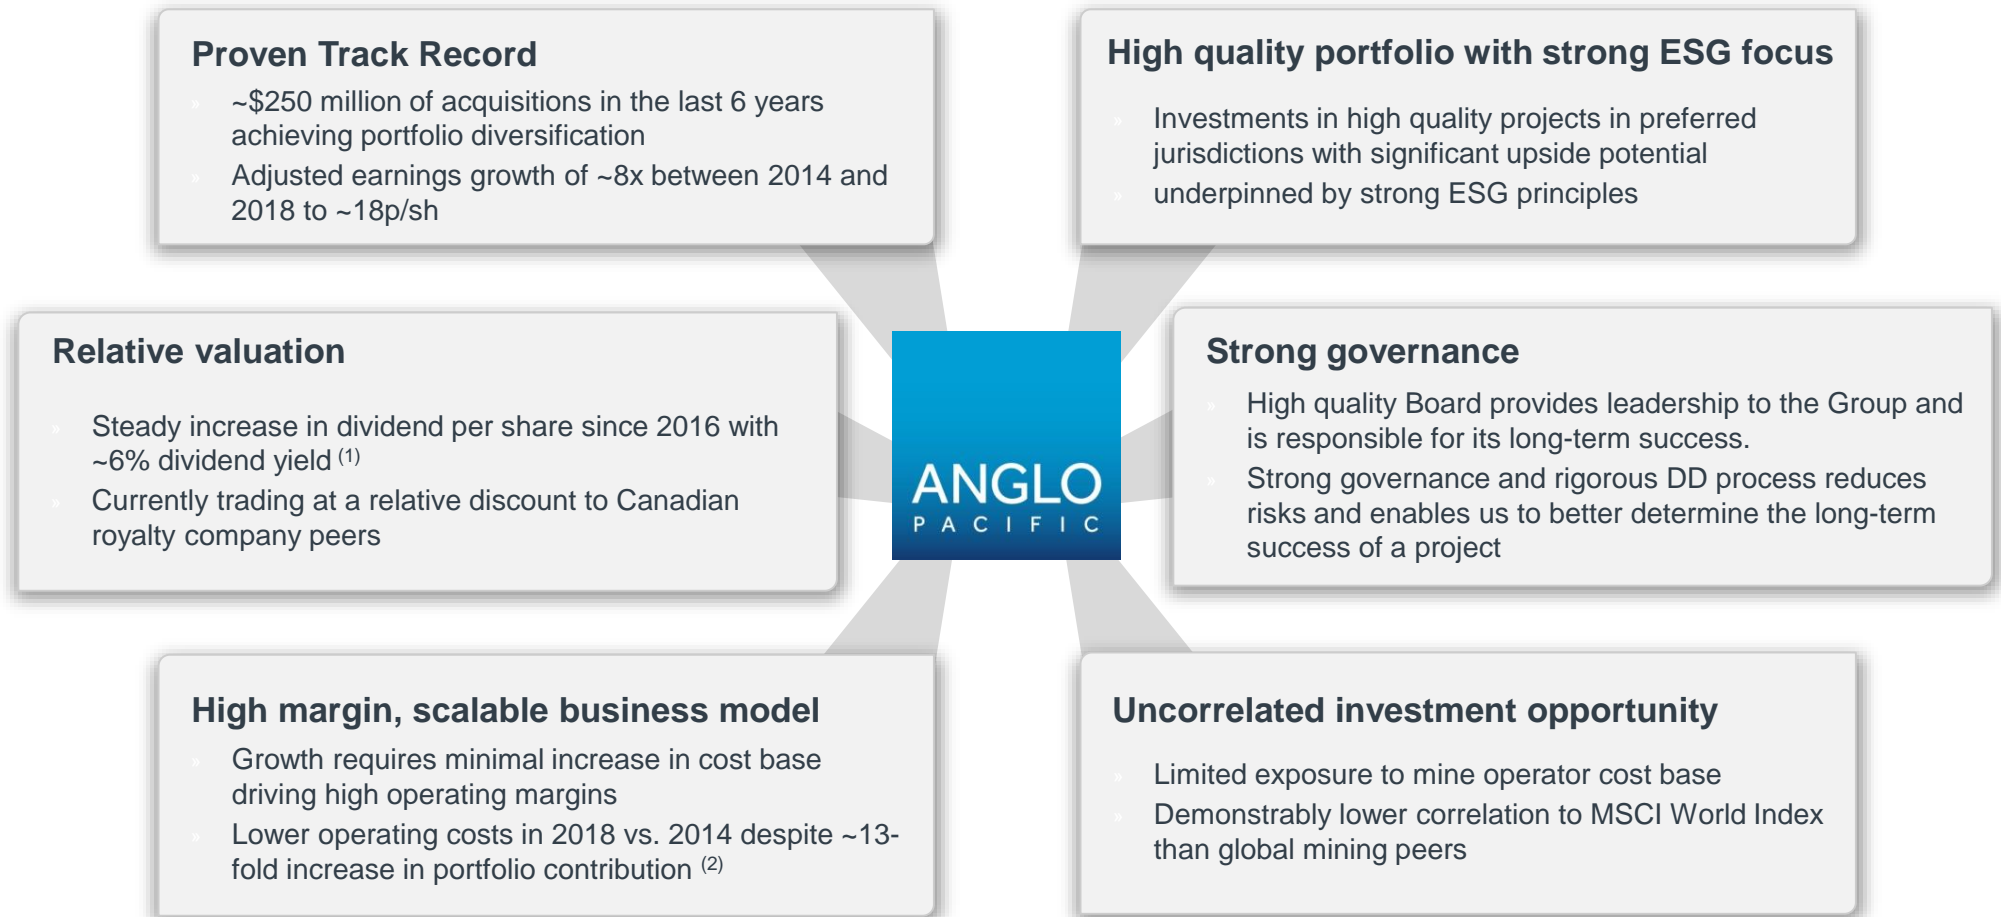 Proven Track Record
» ~$250 million of acquisitions in the last 6 years
achieving portfolio diversification
» Adjusted earnings growth of ~8x between 2014 and
2018 to ~18p/sh
High quality portfolio with strong ESG focus
» Investments in high quality projects in preferred
jurisdictions with significant upside potential
» underpinned by strong ESG principles
Relative valuation
» Steady increase in dividend per share since 2016 with
~6% dividend yield (1)
» Currently trading at a relative discount to Canadian
royalty company peers
ANGLO
PACIFIC
Strong governance
» High quality Board provides leadership to the Group and
is responsible for its long-term success.
» Strong governance and rigorous DD process reduces
risks and enables us to better determine the long-term
success of a project
High margin, scalable business model
» Growth requires minimal increase in cost base
driving high operating margins
» Lower operating costs in 2018 vs. 2014 despite ~13-
fold increase in portfolio contribution (2)
Uncorrelated investment opportunity
» Limited exposure to mine operator cost base
» Demonstrably lower correlation to MSCI World Index
than global mining peers